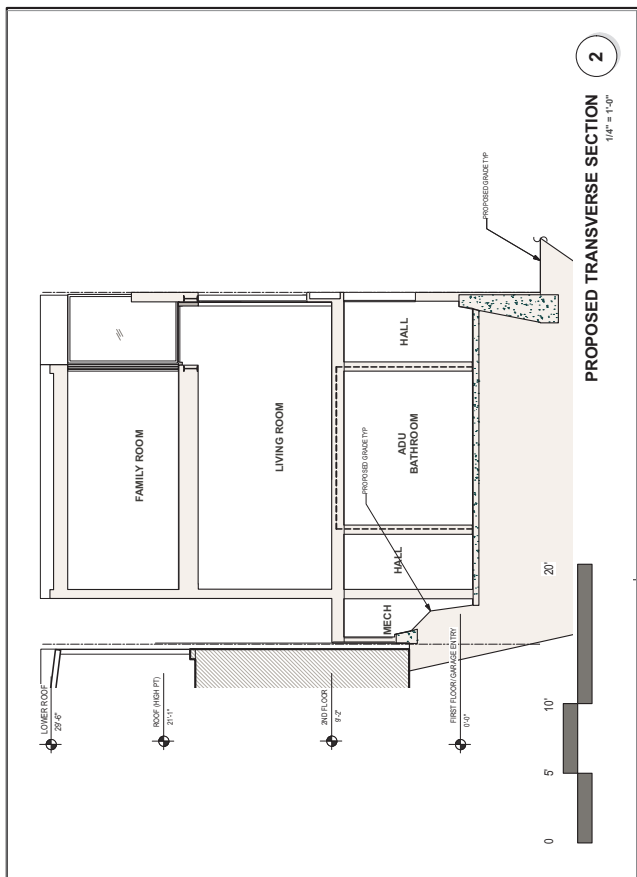 LOWER ROOF
29'-6"
ROOF (HIGH PT)
21'-1"
2ND FLOOR
9'-2"
FIRST FLOOR/ GARAGE ENTRY
0'-0"
FAMILY ROOM
LIVING ROOM
MECH
HALL
ADU
BATHROOM
HALL
PROPOSED GRADE TYP
PROPOSED GRADE TYP
0
5'
10'
20'
PROPOSED TRANSVERSE SECTION
1/4" = 1'-0"
2